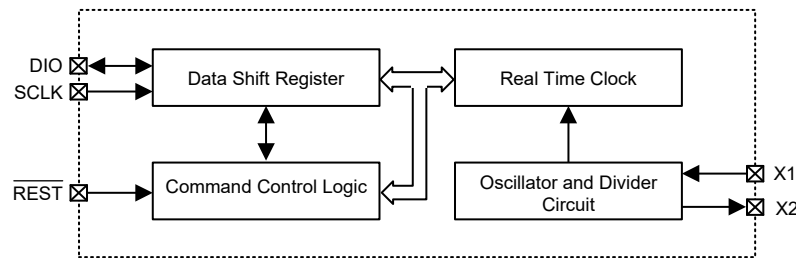 DIO
Data Shift Register
Real Time Clock
SCLK
REST
Command Control Logic
Oscillator and Divider
Circuit
X1
X2